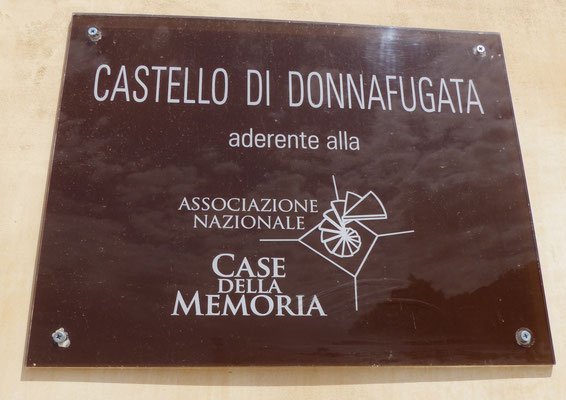 CASTELLO DI DONNAFUGATA
aderente alla
ASSOCIAZIONE
NAZIONALE
CASE
DELLA
MEMORIA